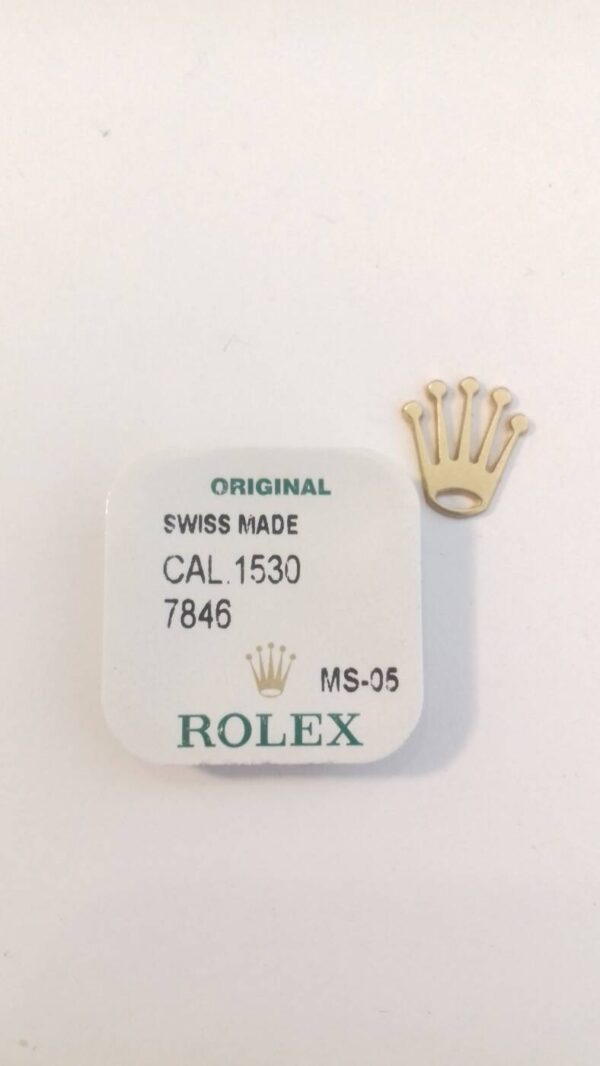 ORIGINAL
SWISS MADE
CAL.1530
7846
MS-05
ROLEX